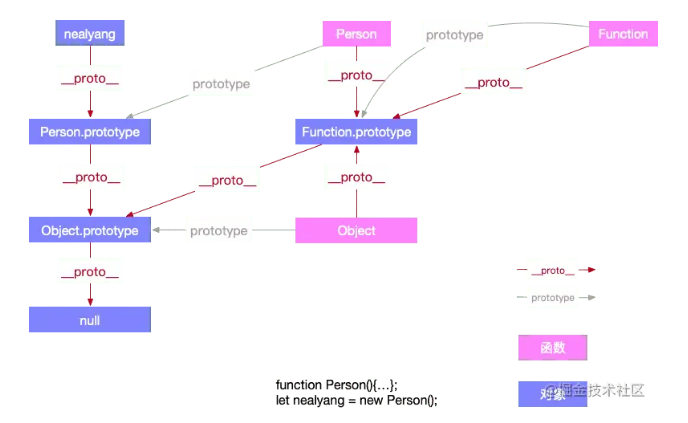 nealyang
Person
Function
prototype
__proto__
__proto__
__proto__
prototype
Person.prototype
Function.prototype
__proto__
__proto__
__proto__
Object.prototype
prototype
Object
__proto__
__proto__
prototype
null
函数
function Person(){...};
let nealyang = new Person();
对象
@掘金技术社区